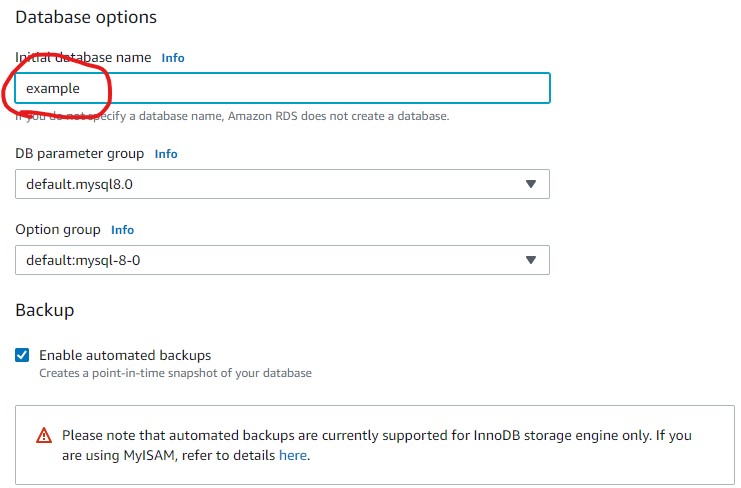 Database options
Initial database name Info
example
If you do not specify a database name, Amazon RDS does not create a database.
DB parameter group Info
default.mysql8.0
Option group Info
default:mysql-8-0
Backup
Enable automated backups
Creates a point-in-time snapshot of your database
Please note that automated backups are currently supported for InnoDB storage engine only. If you
are using MyISAM, refer to details here.